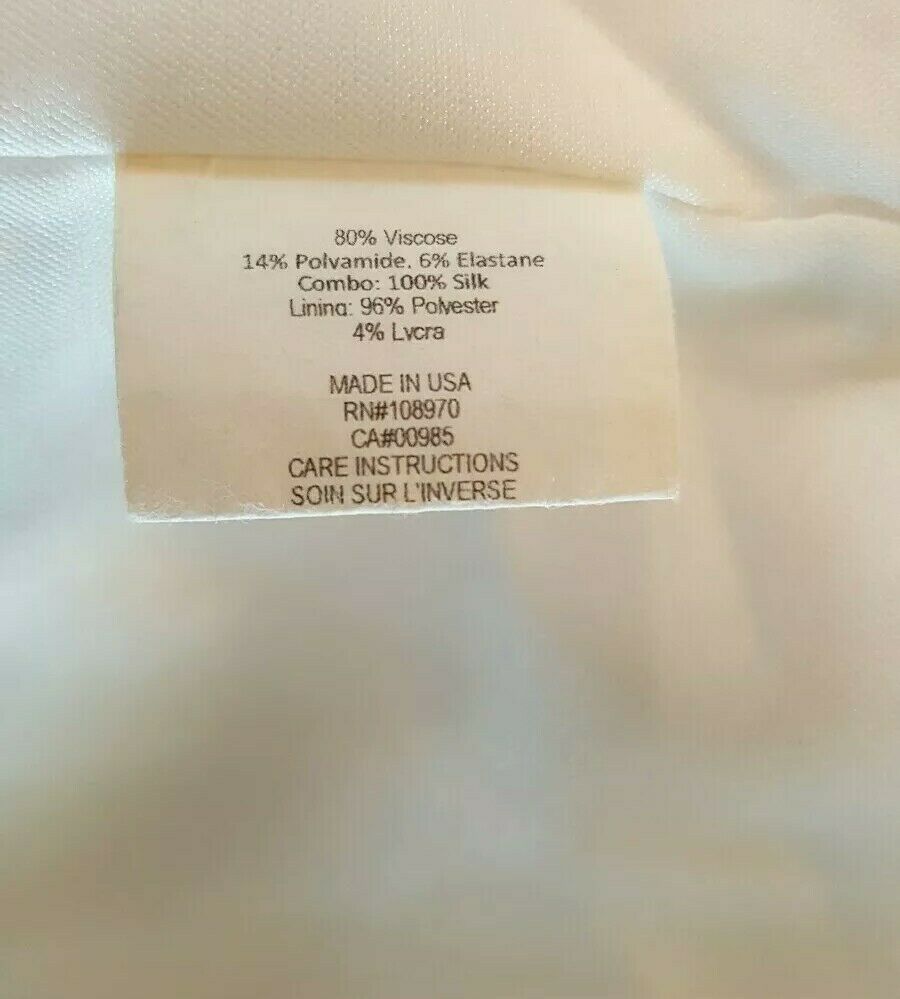 80% Viscose
14% Polyamide, 6% Elastane
Combo: 100% Silk
Lining: 96% Polyester
4% Lycra
MADE IN USA
RN#108970
CA#00985
CARE INSTRUCTIONS
SOIN SUR L'INVERSE